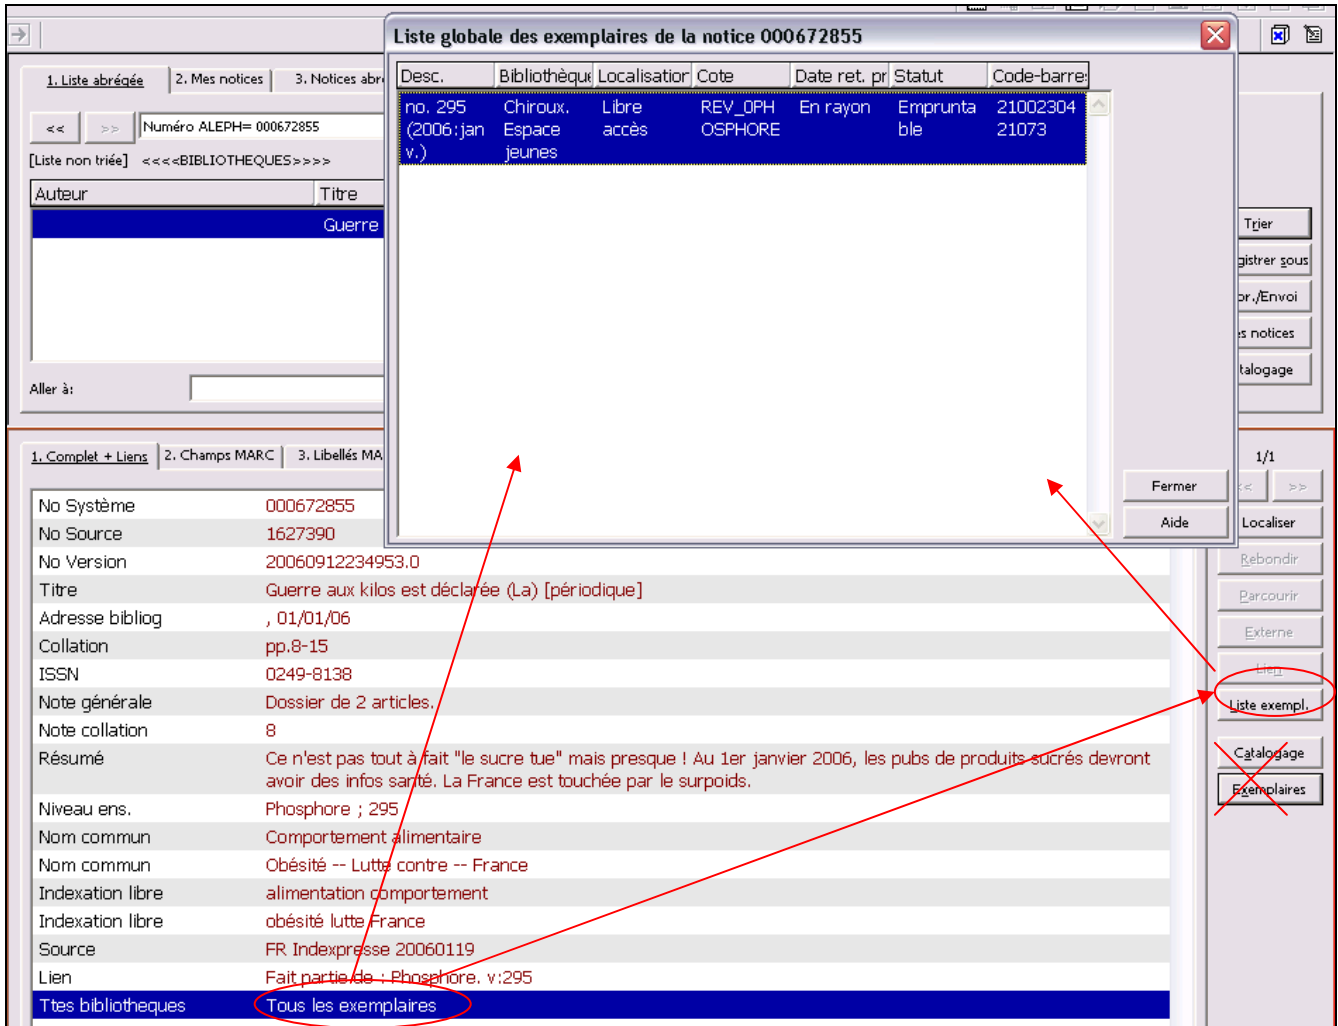 Liste globale des exemplaires de la notice 000672855
1. Liste abrégée
2. Mes notices
3. Notices abr
<<
>>
Numéro ALEPH= 000672855
[Liste non triée] <<<<BIBLIOTHEQUES>>>>
Auteur
Titre
Guerre
Aller à:
Desc.
Bibliothèqu
Localisation
Cote
Date ret. pr
Statut
Code-barre
no. 295
(2006:jan
v.)
Chiroux.
Espace
jeunes
Libre
accès
REV_0PH
OSPHORE
En rayon
Emprunta
ble
21002304
21073
Fermer
Aide
Trier
gistrer sous
or./Envoi
s notices
talogage
1. Complet + Liens
2. Champs MARC
3. Libellés MA
1/1
<
>>
No Système 000672855
No Source 1627390
No Version 20060912234953.0
Titre Guerre aux kilos est déclarée (La) [périodique]
Adresse bibliog , 01/01/06
Collation pp.8-15
ISSN 0249-8138
Note générale Dossier de 2 articles.
Note collation 8
Résumé Ce n'est pas tout à fait "le sucre tue" mais presque ! Au 1er janvier 2006, les pubs de produits sucrés devront
avoir des infos santé. La France est touchée par le surpoids.
Niveau ens. Phosphore ; 295
Nom commun Comportement alimentaire
Nom commun Obésité -- Lutte contre -- France
Indexation libre alimentation comportement
Indexation libre obésité lutte France
Source FR Indexpresse 20060119
Lien Fait partie de : Phosphore. v:295
Ttes bibliotheques Tous les exemplaires
Localiser
Rebondir
Parcourir
Externe
Lien
Liste exempl.
Catalogage
Exemplaires